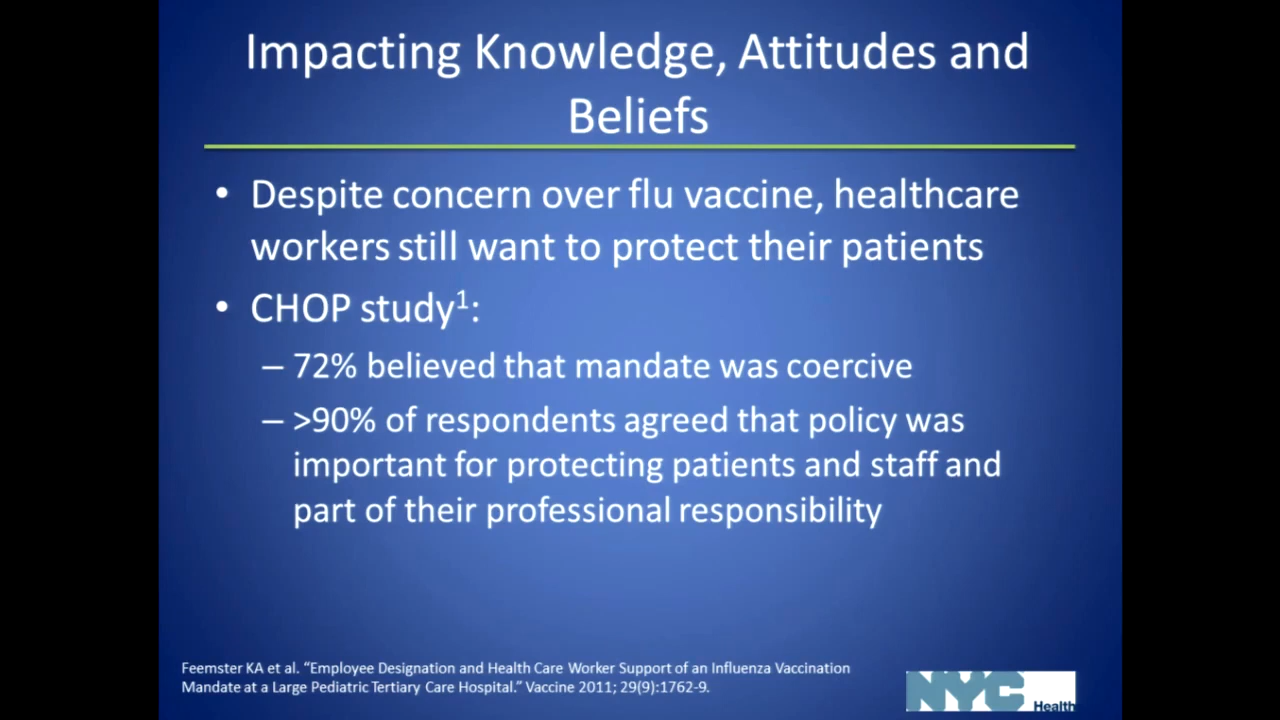 Impacting Knowledge, Attitudes and
Beliefs
• Despite concern over flu vaccine, healthcare
workers still want to protect their patients
• CHOP study¹:
– 72% believed that mandate was coercive
– >90% of respondents agreed that policy was
important for protecting patients and staff and
part of their professional responsibility
Feemster KA et al. “Employee Designation and Health Care Worker Support of an Influenza Vaccination
Mandate at a Large Pediatric Tertiary Care Hospital.” Vaccine 2011; 29(9):1762-9.
NYC Health